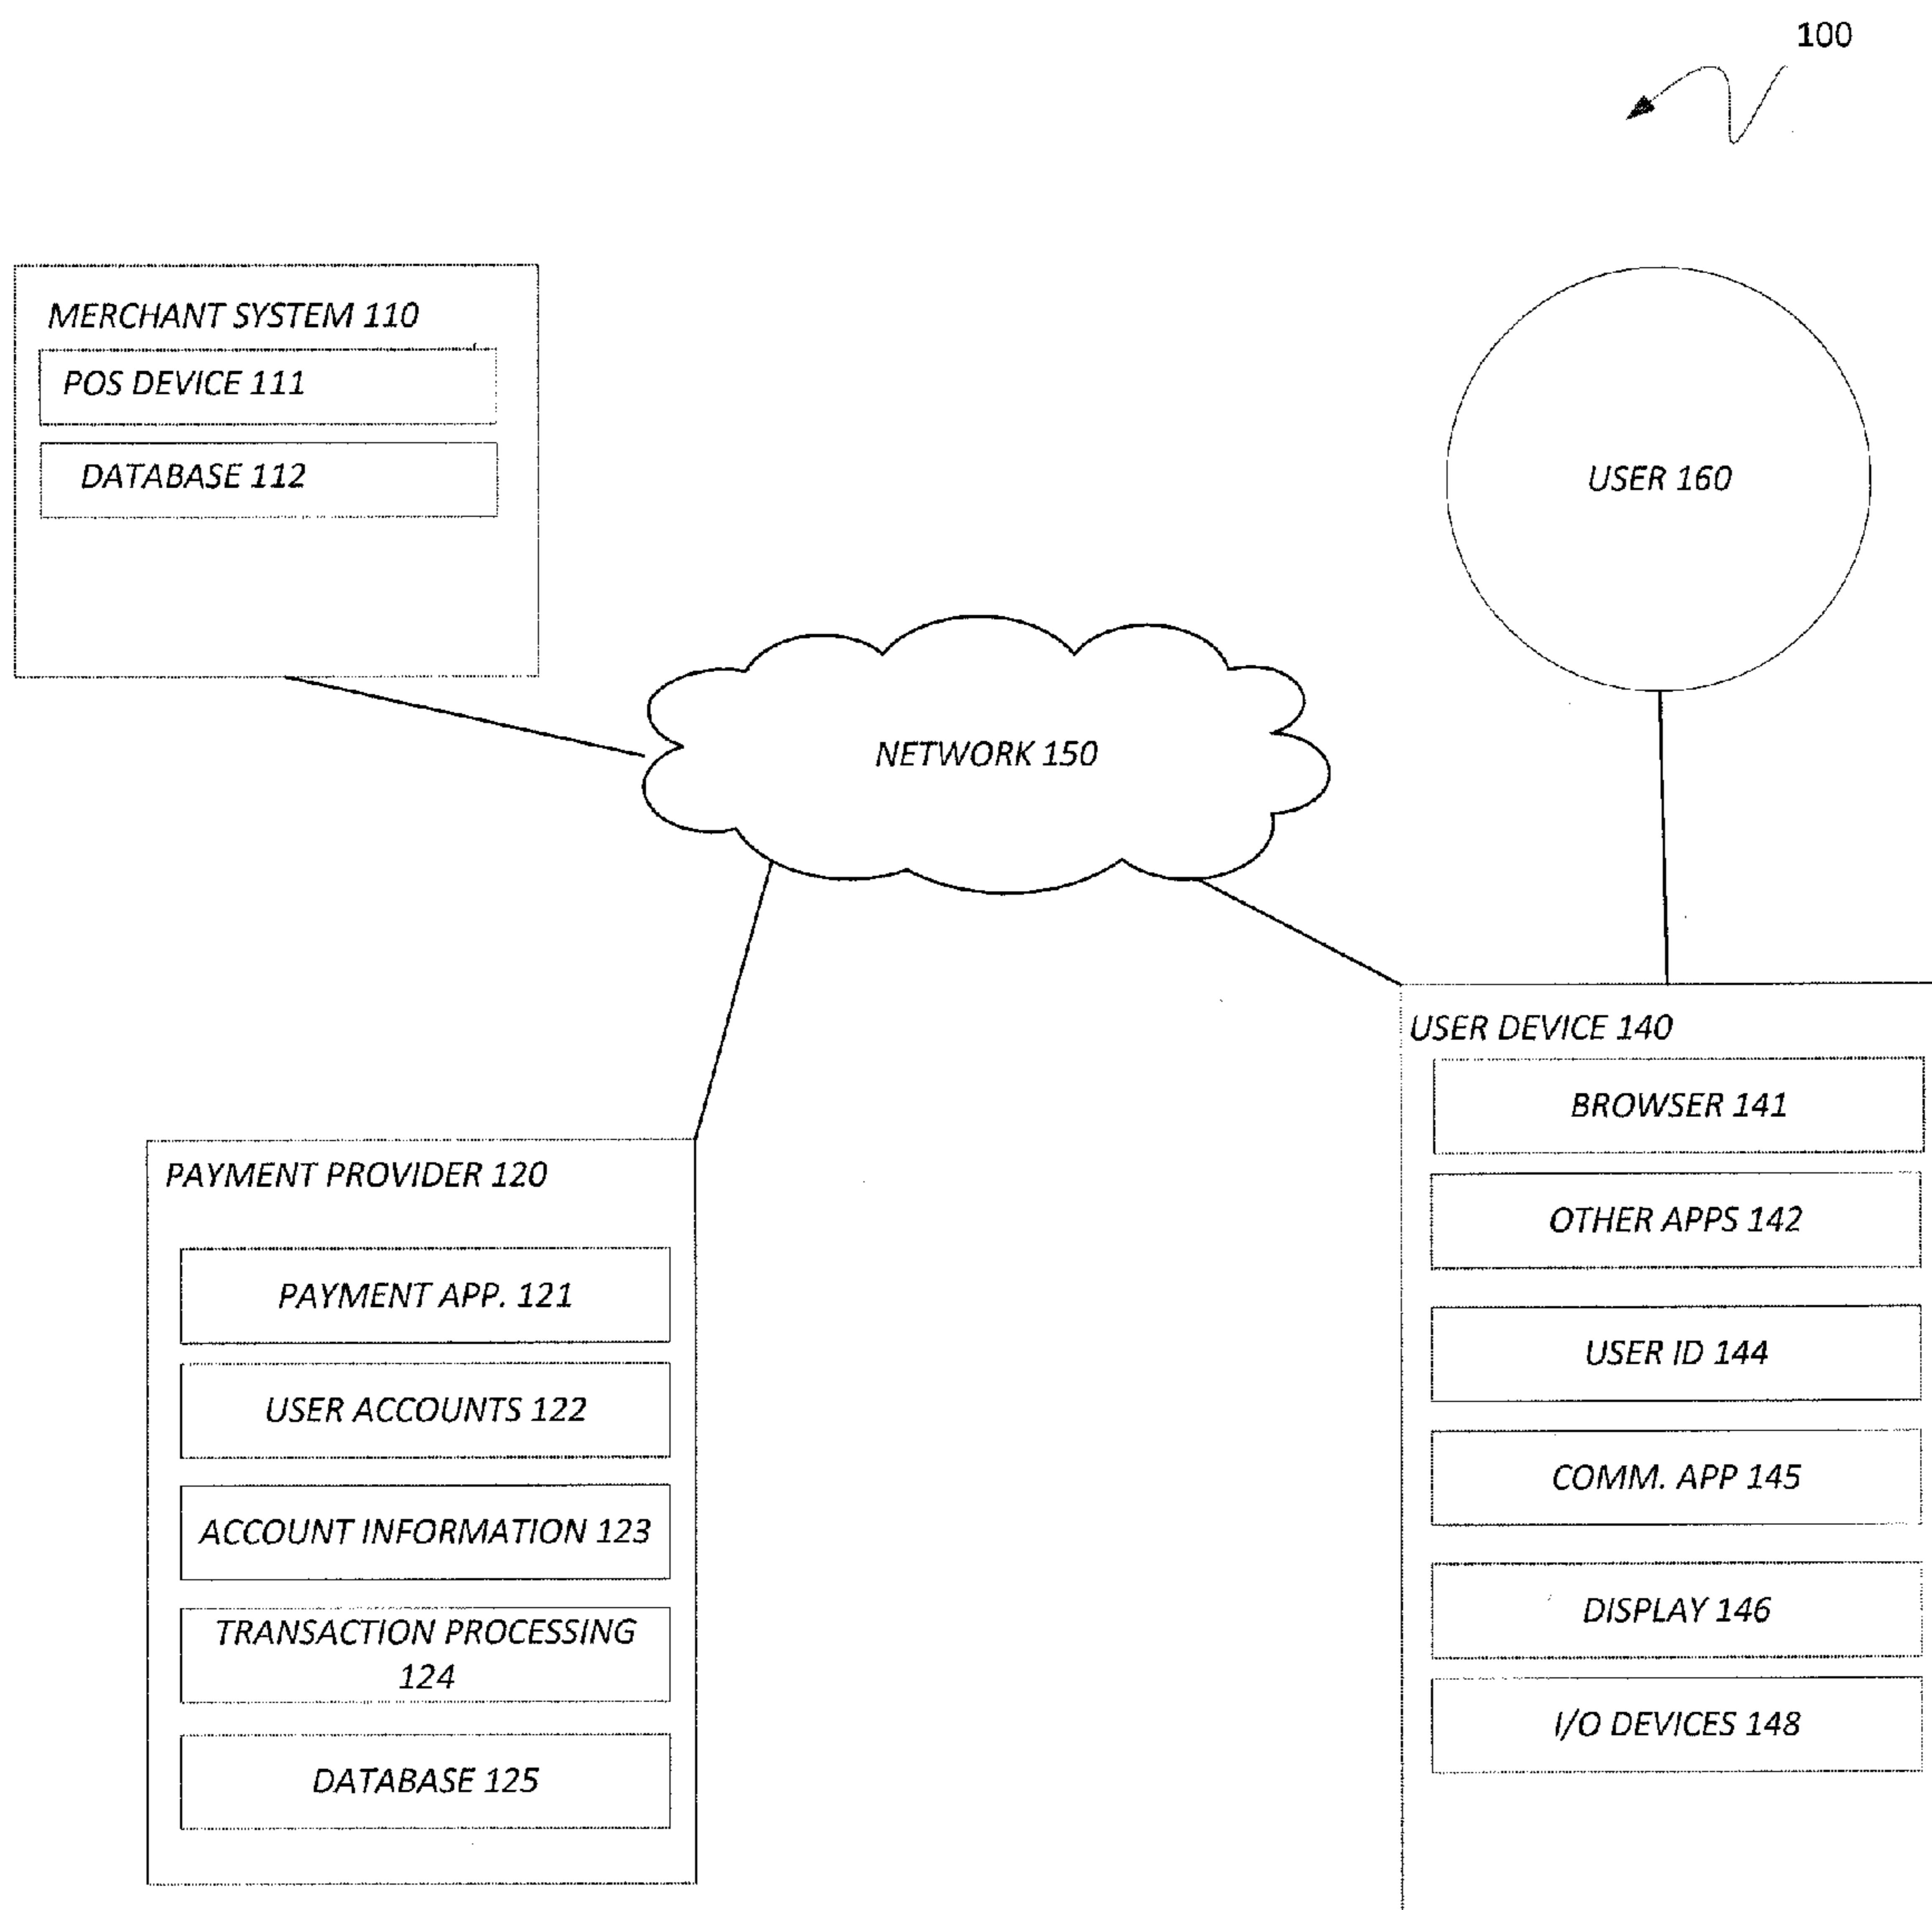 100
MERCHANT SYSTEM 110
POS DEVICE 111
DATABASE 112
USER 160
NETWORK 150
USER DEVICE 140
BROWSER 141
OTHER APPS 142
USER ID 144
COMM. APP 145
DISPLAY 146
I/O DEVICES 148
PAYMENT PROVIDER 120
PAYMENT APP. 121
USER ACCOUNTS 122
ACCOUNT INFORMATION 123
TRANSACTION PROCESSING
124
DATABASE 125